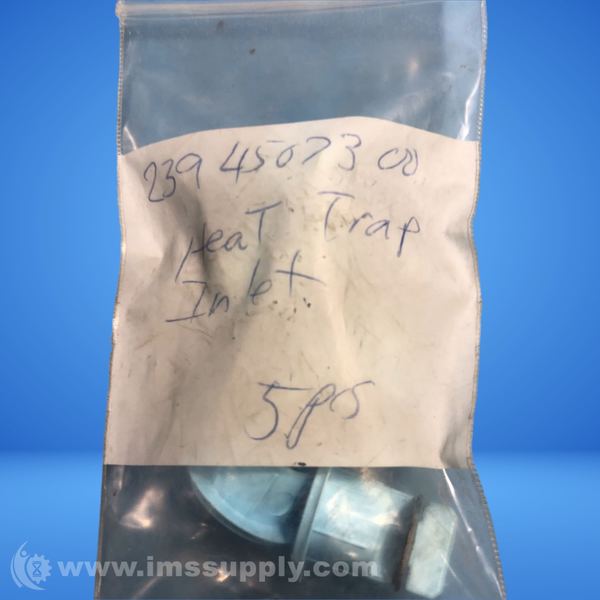 239 45073 00
Heat Trap
Inlet
5 pcs
www.imssupply.com